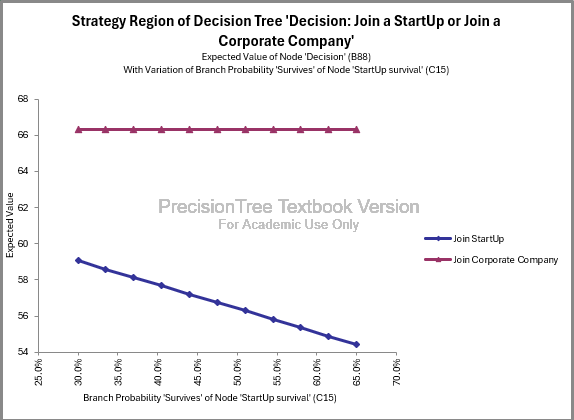 Strategy Region of Decision Tree 'Decision: Join a StartUp or Join a
Corporate Company'
Expected Value of Node 'Decision' (B88)
With Variation of Branch Probability 'Survives' of Node 'StartUp survival' (C15)
68
66
64
62
60
58
56
54
Expected Value
PrecisionTree Textbook Version
For Academic Use Only
Join StartUp
Join Corporate Company
25.0%
30.0%
35.0%
40.0%
45.0%
50.0%
55.0%
60.0%
65.0%
70.0%
Branch Probability 'Survives' of Node 'StartUp survival' (C15)